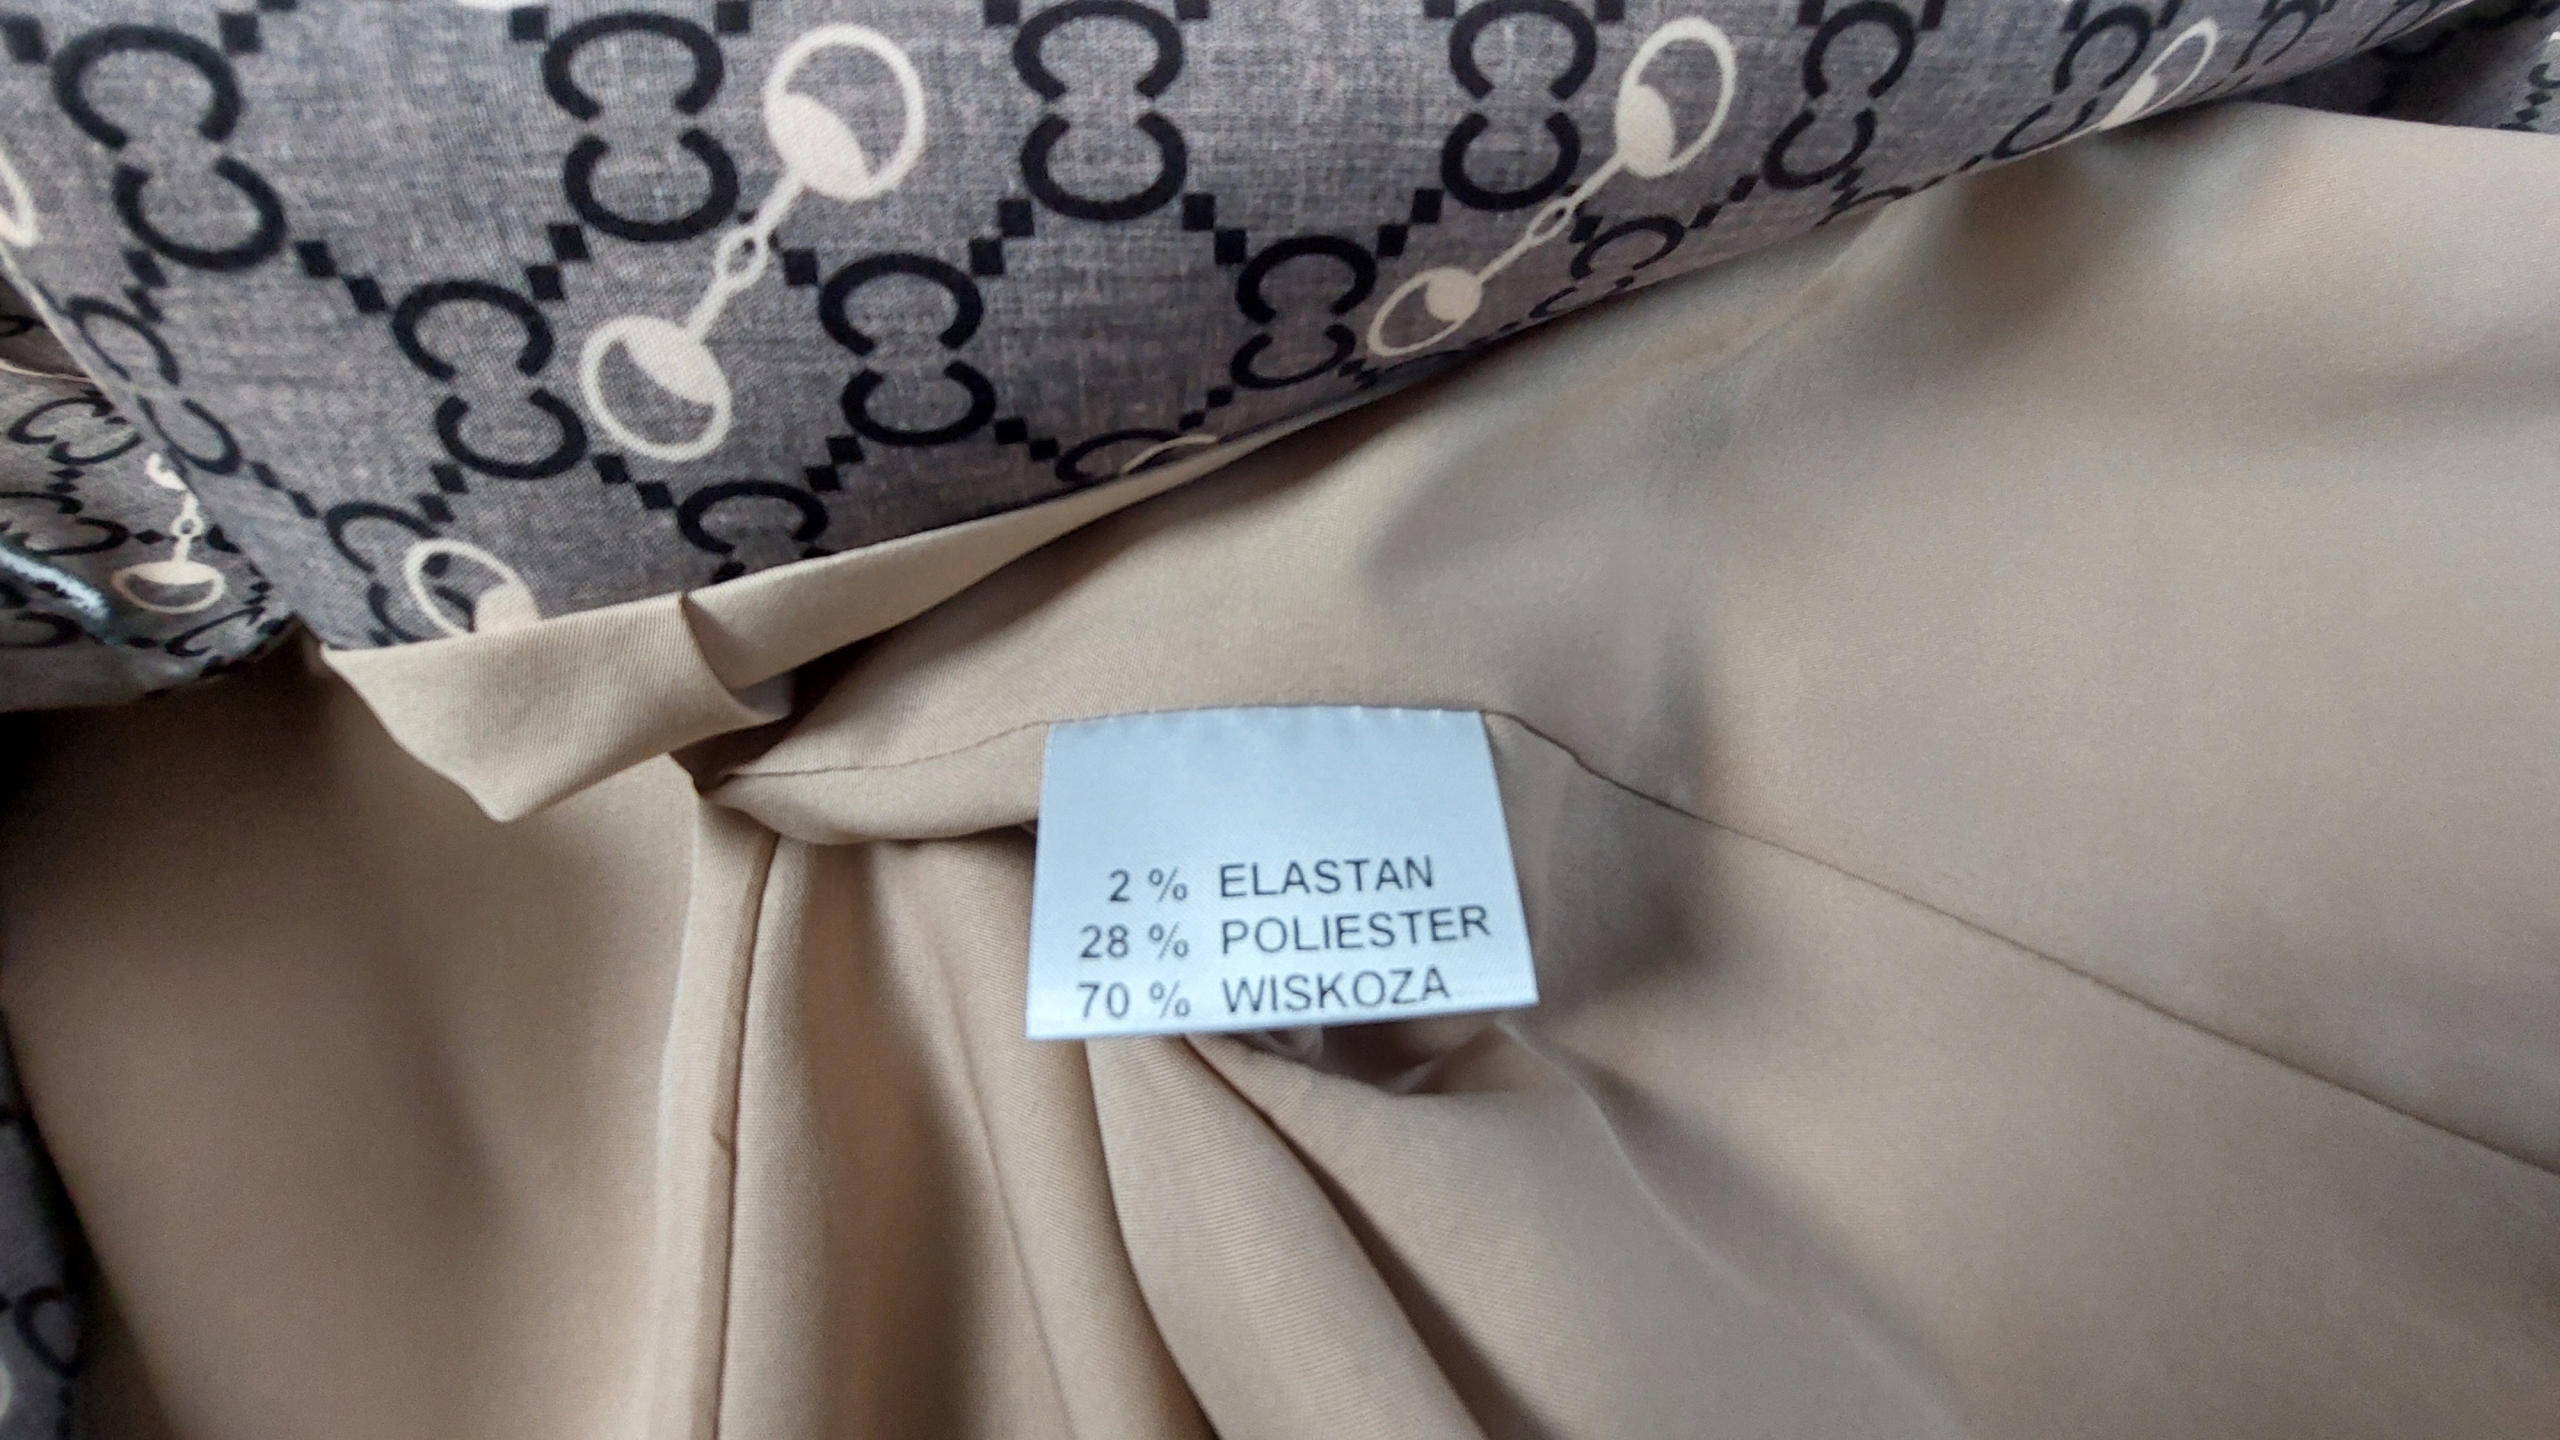 2 % ELASTAN
28 % POLIESTER
70 % WISKOZA